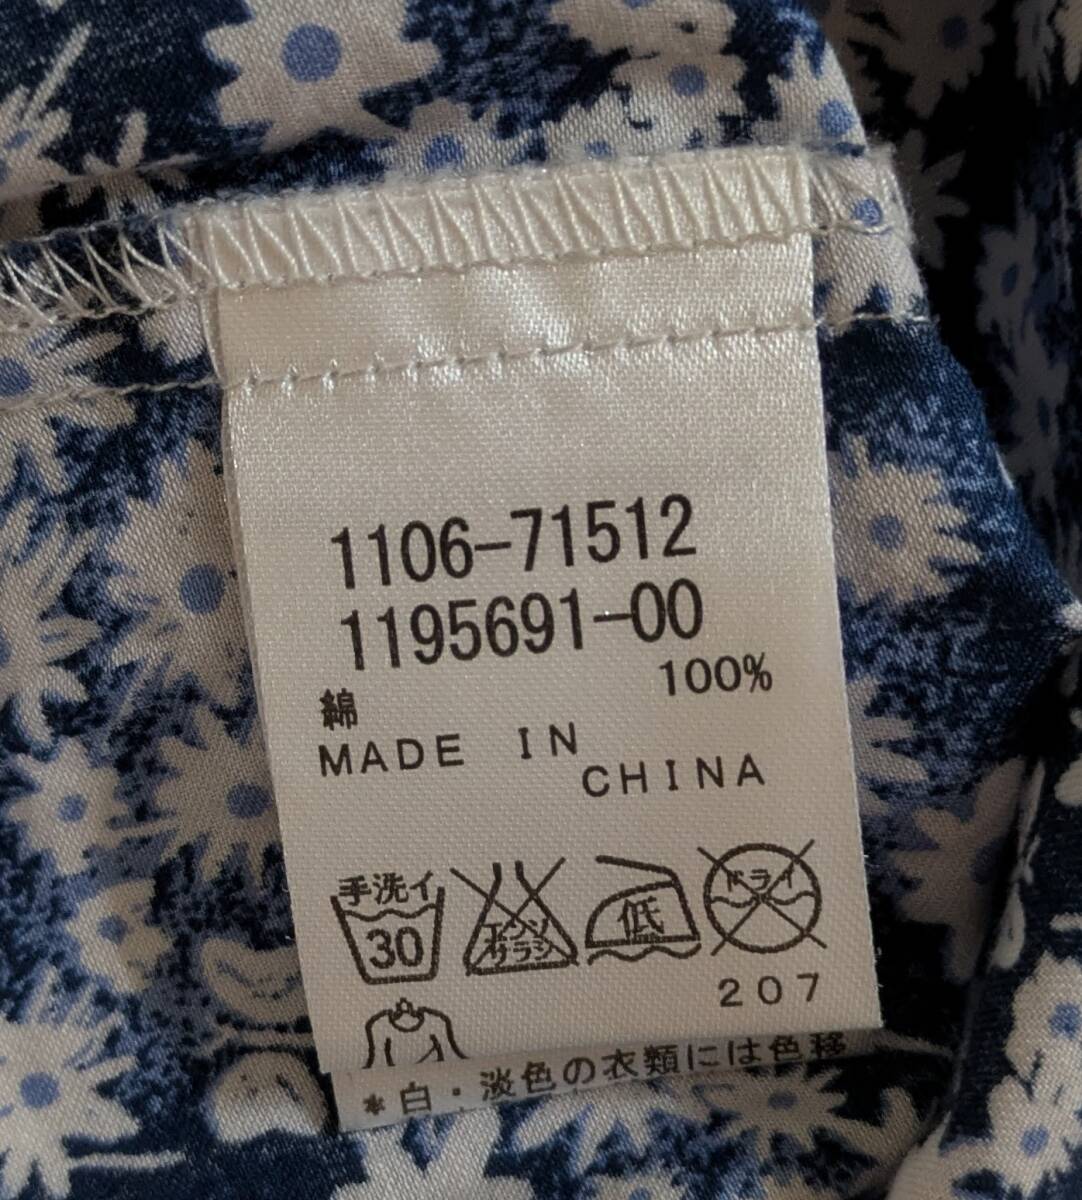 1106-71512
1195691-00
綿 100%
MADE IN
CHINA
手洗イ
30
エンソ
サラシ
低
ドライ
207
*白・淡色の衣類には色移